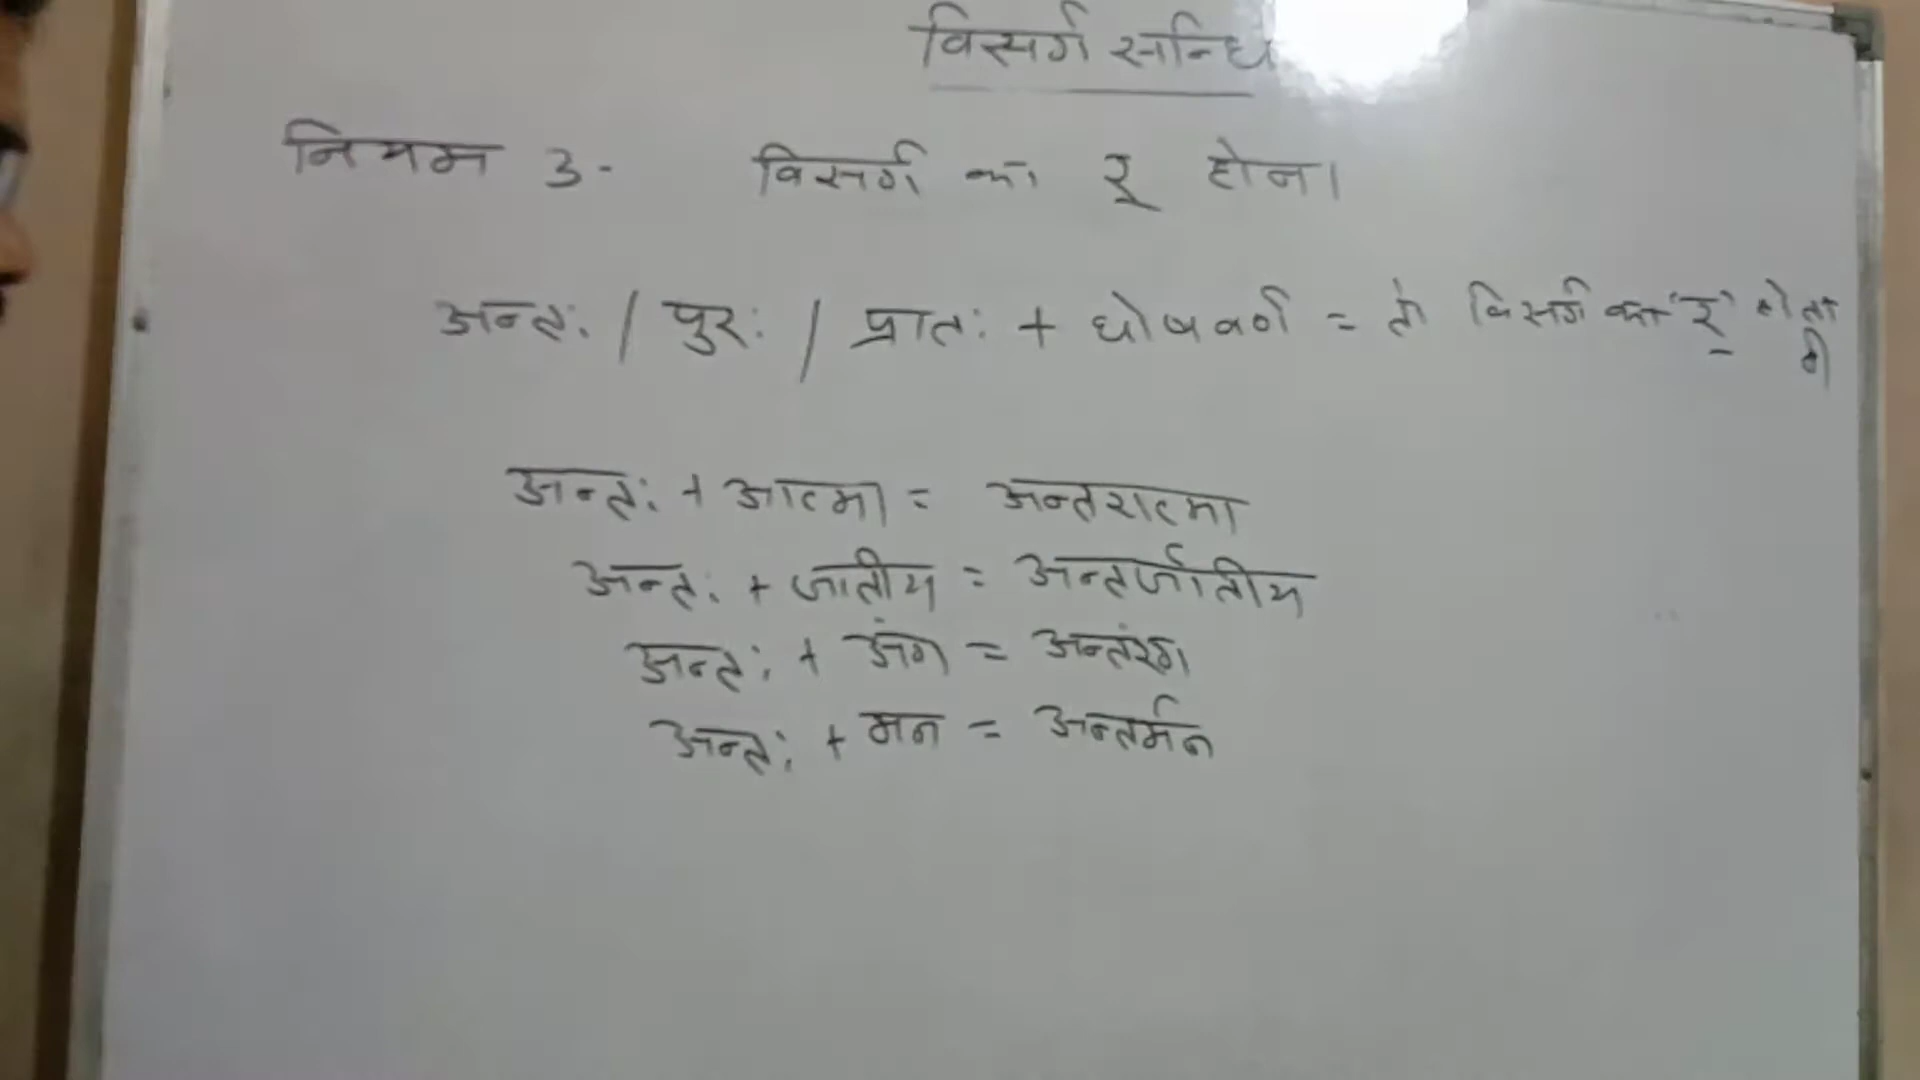 विसर्ग सन्धि
नियम 3- विसर्ग का र् होना
अन्तः / पुरः / प्रातः + घोष वर्ण = तो विसर्ग का 'र्' होता है
अन्तः + आत्मा = अन्तरात्मा
अन्तः + जातीय = अन्तर्जातीय
अन्तः + अंग = अन्तंरग
अन्तः + मन = अन्तर्मन